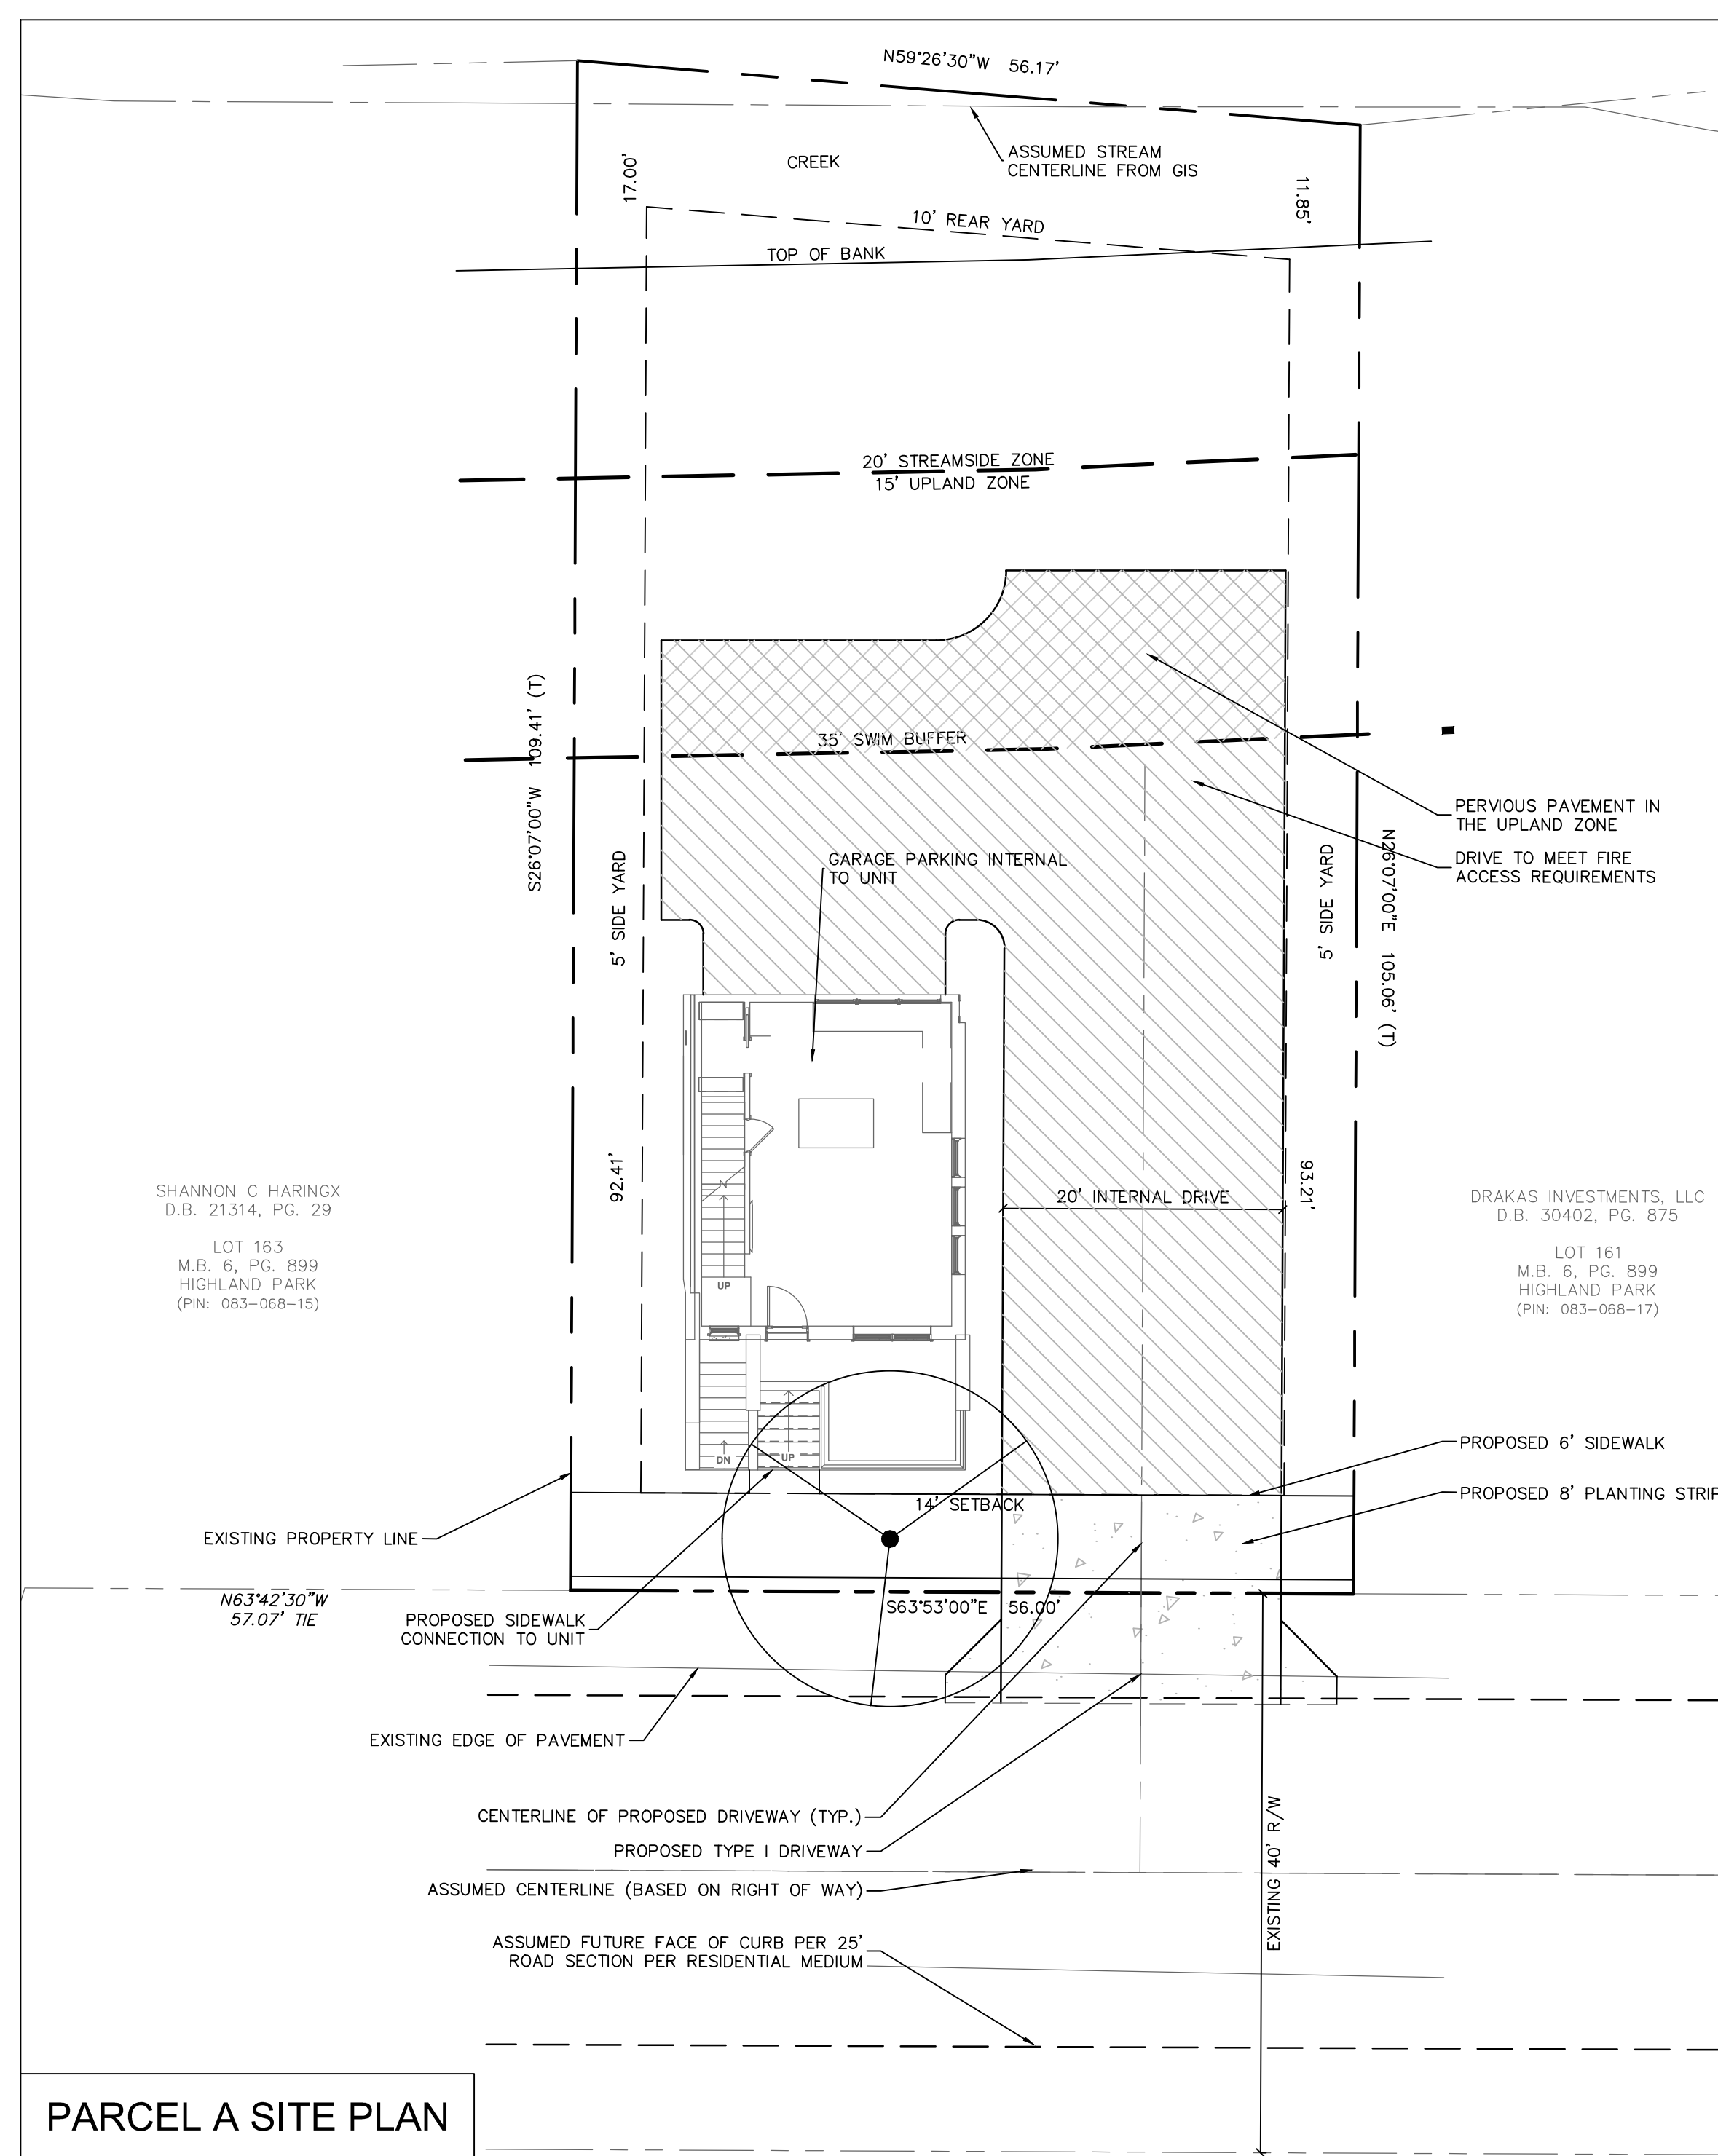 N59°26'30"W 56.17'
ASSUMED STREAM
CENTERLINE FROM GIS
CREEK
17.00'
11.85'
10' REAR YARD
TOP OF BANK
20' STREAMSIDE ZONE
15' UPLAND ZONE
S26°07'00"W 109.41' (T)
35' SWIM BUFFER
PERVIOUS PAVEMENT IN
THE UPLAND ZONE
DRIVE TO MEET FIRE
ACCESS REQUIREMENTS
N26°07'00"E 105.06' (T)
5' SIDE YARD
GARAGE PARKING INTERNAL
TO UNIT
5' SIDE YARD
92.41'
93.21'
20' INTERNAL DRIVE
SHANNON C HARINGX
D.B. 21314, PG. 29
LOT 163
M.B. 6, PG. 899
HIGHLAND PARK
(PIN: 083-068-15)
DRAKAS INVESTMENTS, LLC
D.B. 30402, PG. 875
LOT 161
M.B. 6, PG. 899
HIGHLAND PARK
(PIN: 083-068-17)
N
UP
DN
UP
PROPOSED 6' SIDEWALK
PROPOSED 8' PLANTING STRIP
14' SETBACK
EXISTING PROPERTY LINE
N63°42'30"W
57.07' TIE
S63°53'00"E 56.00'
PROPOSED SIDEWALK
CONNECTION TO UNIT
EXISTING EDGE OF PAVEMENT
CENTERLINE OF PROPOSED DRIVEWAY (TYP.)
PROPOSED TYPE I DRIVEWAY
ASSUMED CENTERLINE (BASED ON RIGHT OF WAY)
EXISTING 40' R/W
ASSUMED FUTURE FACE OF CURB PER 25'
ROAD SECTION PER RESIDENTIAL MEDIUM
PARCEL A SITE PLAN